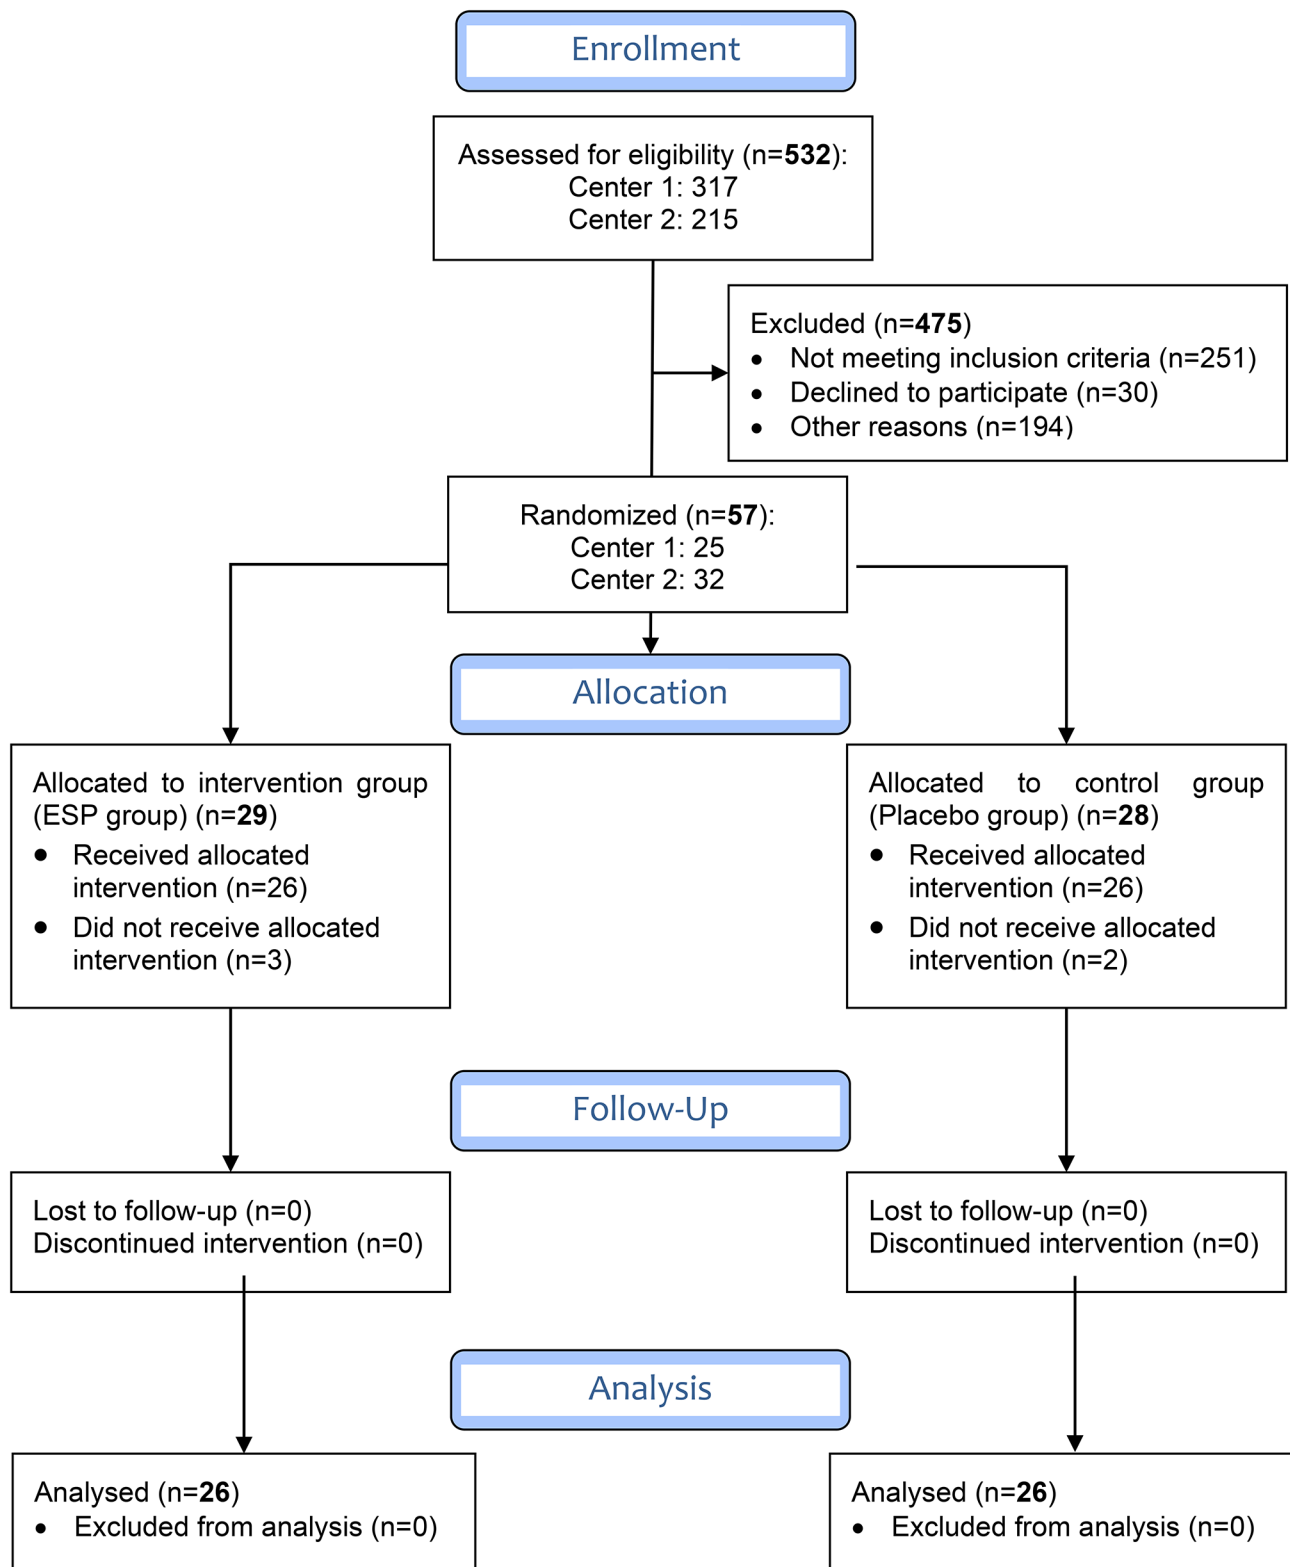 Enrollment
Assessed for eligibility (n=532):
Center 1: 317
Center 2: 215
Excluded (n=475)
• Not meeting inclusion criteria (n=251)
• Declined to participate (n=30)
• Other reasons (n=194)
Randomized (n=57):
Center 1: 25
Center 2: 32
Allocation
Allocated to intervention group
(ESP group) (n=29)
• Received allocated
intervention (n=26)
• Did not receive allocated
intervention (n=3)
Allocated to control group
(Placebo group) (n=28)
• Received allocated
intervention (n=26)
• Did not receive allocated
intervention (n=2)
Follow-Up
Lost to follow-up (n=0)
Discontinued intervention (n=0)
Lost to follow-up (n=0)
Discontinued intervention (n=0)
Analysis
Analysed (n=26)
• Excluded from analysis (n=0)
Analysed (n=26)
• Excluded from analysis (n=0)